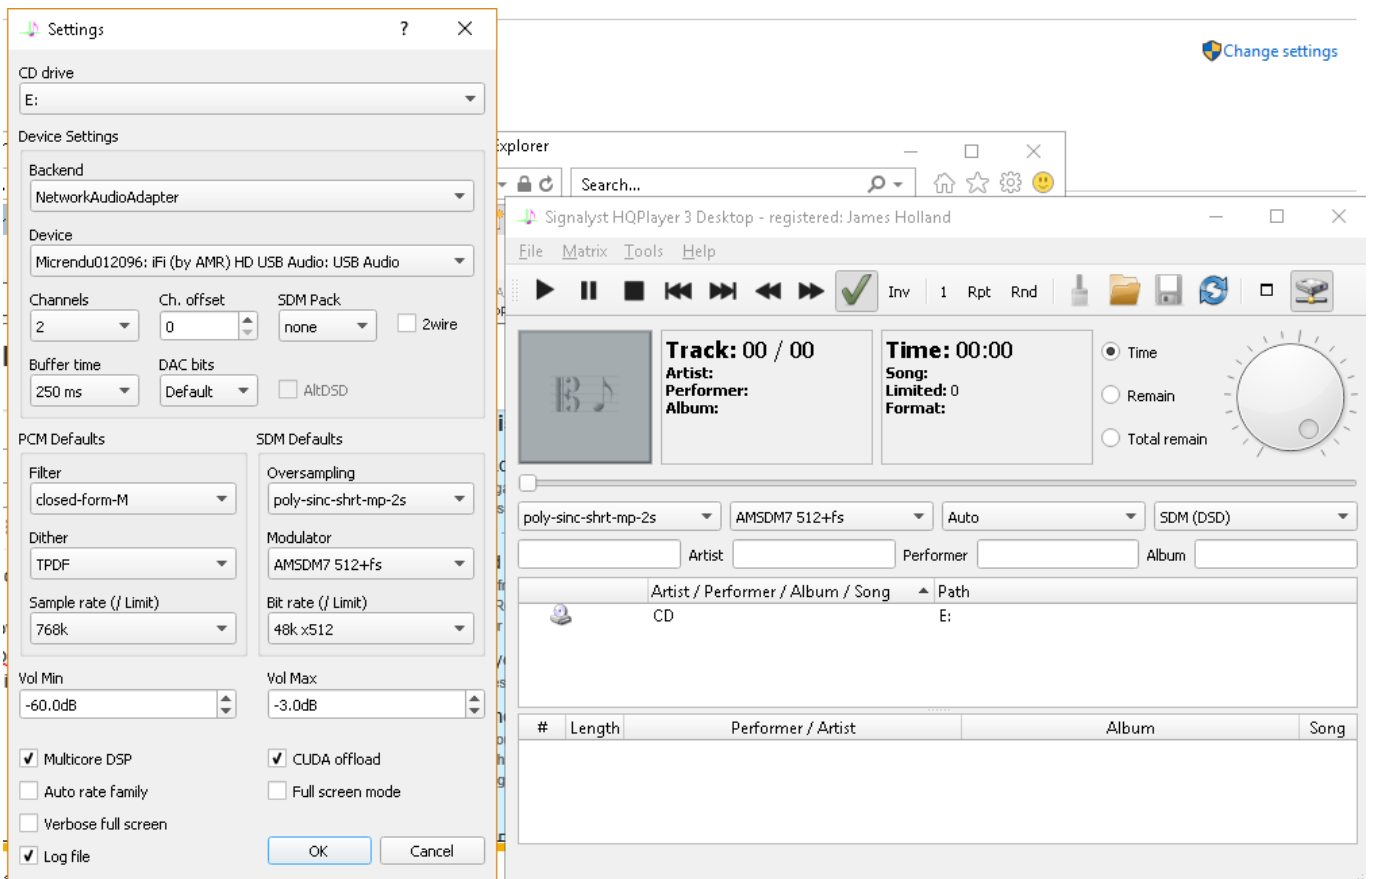 Settings
?
CD drive
E:
Device Settings
Backend
NetworkAudioAdapter
Device
Micrendu012096: iFi (by AMR) HD USB Audio: USB Audio
Channels Ch. offset SDM Pack
2 0 none 2wire
Buffer time DAC bits
250 ms Default AltDSD
PCM Defaults SDM Defaults
Filter Oversampling
closed-form-M poly-sinc-shrt-mp-2s
Dither Modulator
TPDF AMSDM7 512+fs
Sample rate (/ Limit) Bit rate (/ Limit)
768k 48k x512
Vol Min Vol Max
-60.0dB -3.0dB
Multicore DSP CUDA offload
Auto rate family Full screen mode
Verbose full screen
Log file OK Cancel
Change settings
Explorer
Search...
Signalyst HQPlayer 3 Desktop - registered: James Holland
File Matrix Tools Help
Inv 1 Rpt Rnd
Track: 00 / 00
Artist:
Performer:
Album:
Time: 00:00
Song:
Limited: 0
Format:
Time
Remain
Total remain
poly-sinc-shrt-mp-2s AMSDM7 512+fs Auto SDM (DSD)
Artist Performer Album
Artist / Performer / Album / Song Path
CD E:
# Length Performer / Artist Album Song